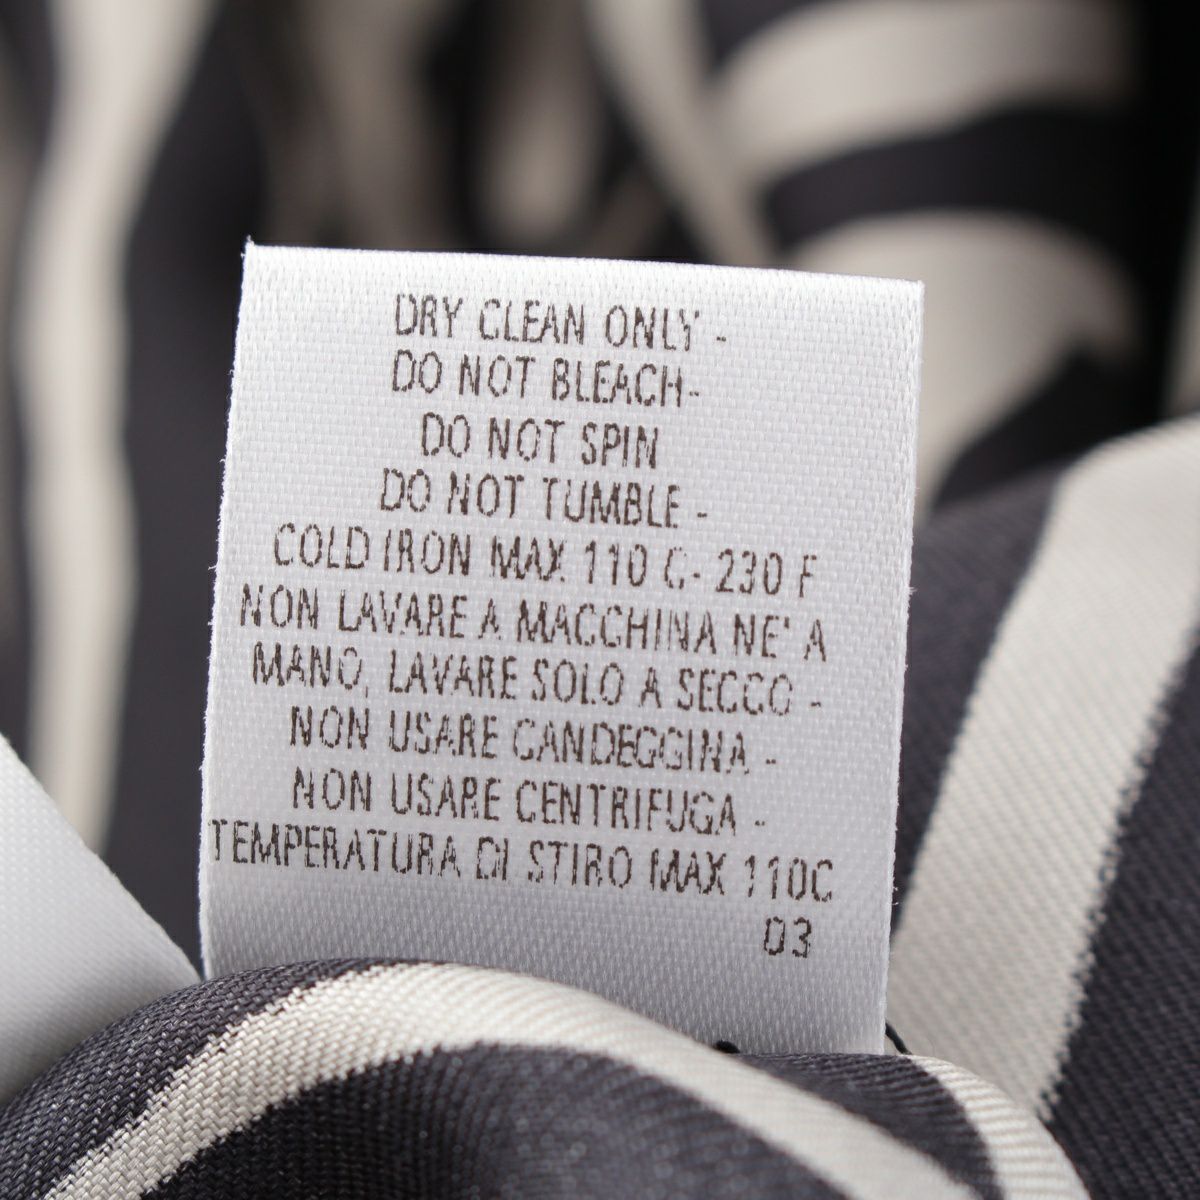 DRY CLEAN ONLY -
DO NOT BLEACH-
DO NOT SPIN
DO NOT TUMBLE -
COLD IRON MAX 110 C- 230 F
NON LAVARE A MACCHINA NE' A
MANO, LAVARE SOLO A SECCO -
NON USARE CANDEGGINA -
NON USARE CENTRIFUGA -
TEMPERATURA DI STIRO MAX 110C
03